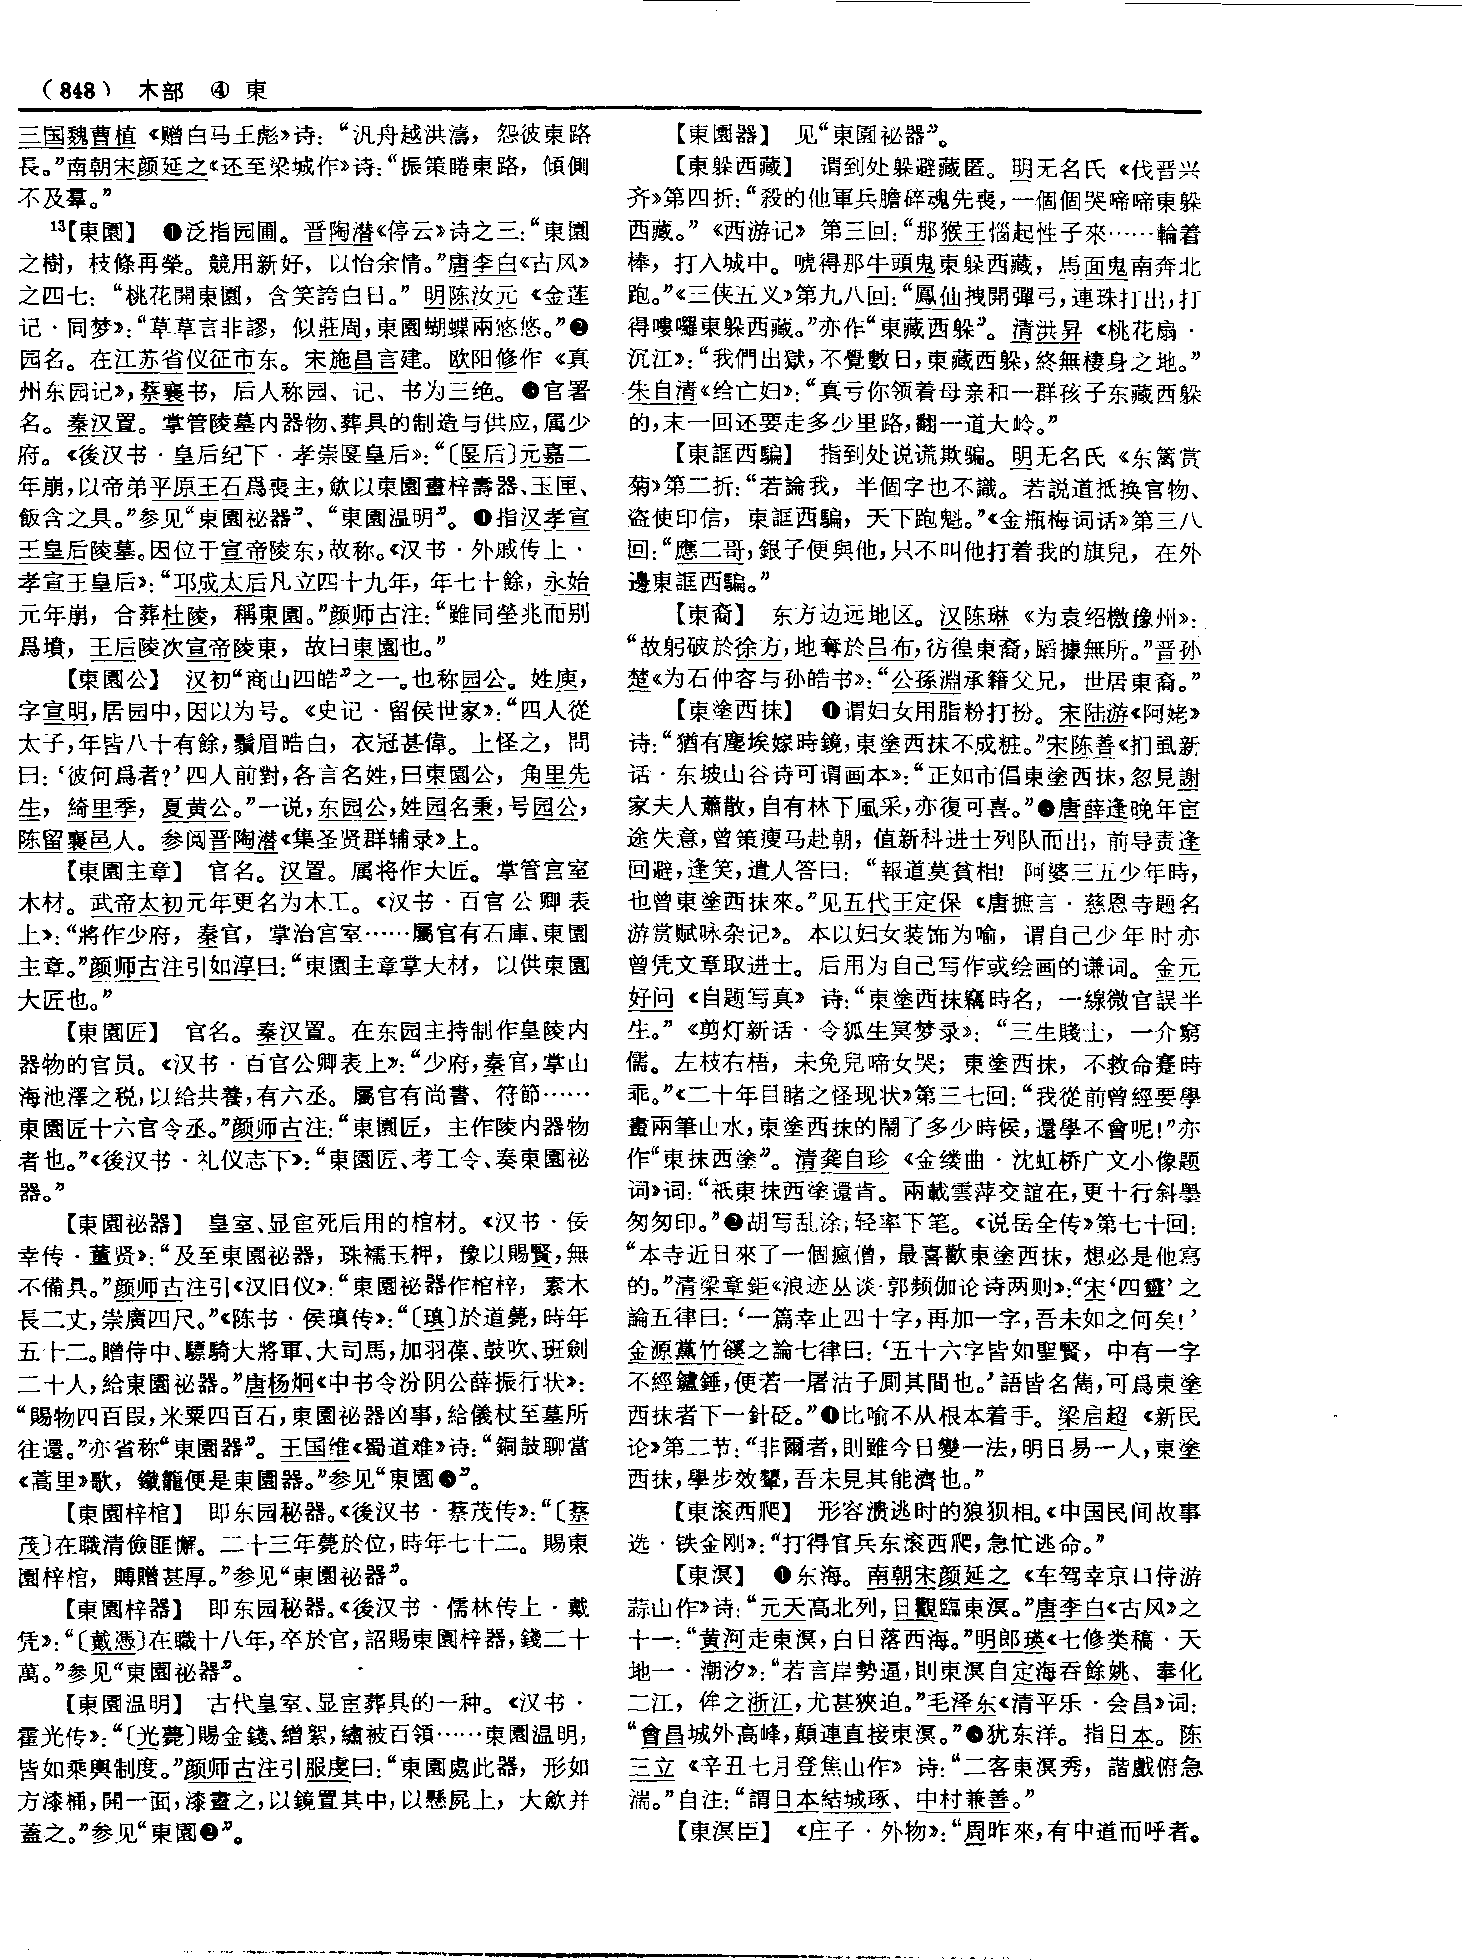 （848） 木部 ④ 東
三国魏曹植《赠白马王彪》诗：“汎舟越洪濤，怨彼東路
長。”南朝宋颜延之《还至梁城作》诗：“振策睠東路，傾側
不及羣。”
13【東園】 ❶泛指园圃。晋陶潜《停云》诗之三：“東園
之樹，枝條再榮。競用新好，以怡余情。”唐李白《古风》
之四七：“桃花開東園，含笑誇白日。”明陈汝元《金莲
记·同梦》：“草草言非謬，似莊周，東園蝴蝶兩悠悠。”❷
园名。在江苏省仪征市东。宋施昌言建。欧阳修作《真
州东园记》，蔡襄书，后人称园、记、书为三绝。❸官署
名。秦汉置。掌管陵墓内器物、葬具的制造与供应，属少
府。《後汉书·皇后纪下·孝崇匽皇后》：“〔匽后〕元嘉二
年崩，以帝弟平原王石爲喪主，斂以東園畫梓壽器、玉匣、
飯含之具。”参见“東園祕器”、“東園温明”。❹指汉孝宣
王皇后陵墓。因位于宣帝陵东，故称。《汉书·外戚传上·
孝宣王皇后》：“邛成太后凡立四十九年，年七十餘，永始
元年崩，合葬杜陵，稱東園。”颜师古注：“雖同塋兆而别
爲墳，王后陵次宣帝陵東，故曰東園也。”
【東園公】 汉初“商山四皓”之一。也称园公。姓庾，
字宣明，居园中，因以为号。《史记·留侯世家》：“四人從
太子，年皆八十有餘，鬚眉晧白，衣冠甚偉。上怪之，問
曰：‘彼何爲者？’四人前對，各言名姓，曰東園公，角里先
生，綺里季，夏黄公。”一说，东园公，姓园名秉，号园公，
陈留襄邑人。参阅晋陶潜《集圣贤群辅录》上。
【東園主章】 官名。汉置。属将作大匠。掌管宫室
木材。武帝太初元年更名为木工。《汉书·百官公卿表
上》：“將作少府，秦官，掌治宫室……屬官有石庫、東園
主章。”颜师古注引如淳曰：“東園主章掌大材，以供東園
大匠也。”
【東園匠】 官名。秦汉置。在东园主持制作皇陵内
器物的官员。《汉书·百官公卿表上》：“少府，秦官，掌山
海池澤之税，以给共養，有六丞。屬官有尚書、符節……
東園匠十六官令丞。”颜师古注：“東園匠，主作陵内器物
者也。”《後汉书·礼仪志下》：“東園匠、考工令、奏東園祕
器。”
【東園祕器】 皇室、显宦死后用的棺材。《汉书·佞
幸传·董贤》：“及至東園祕器，珠襦玉柙，豫以賜賢，無
不備具。”颜师古注引《汉旧仪》：“東園祕器作棺梓，素木
長二丈，崇廣四尺。”《陈书·侯瑱传》：“〔瑱〕於道薨，時年
五十二。贈侍中、驃騎大將軍、大司馬，加羽葆、鼓吹、班劍
二十人，給東園祕器。”唐杨炯《中书令汾阴公薛振行状》：
“賜物四百段，米粟四百石，東園祕器凶事，給儀杖至墓所
往還。”亦省称“東園器”。王国维《蜀道难》诗：“銅鼓聊當
《蒿里》歌，鐵籠便是東園器。”参见“東園❸”。
【東園梓棺】 即东园秘器。《後汉书·蔡茂传》：“〔蔡
茂〕在職清儉匪懈。二十三年薨於位，時年七十二。賜東
園梓棺，賻贈甚厚。”参见“東園祕器”。
【東園梓器】 即东园秘器。《後汉书·儒林传上·戴
凭》：“〔戴憑〕在職十八年，卒於官，詔賜東園梓器，錢二十
萬。”参见“東園祕器”。
【東園温明】 古代皇室、显宦葬具的一种。《汉书·
霍光传》：“〔光薨〕賜金錢、繒絮，繡被百領……東園温明，
皆如乘輿制度。”颜师古注引服虔曰：“東園處此器，形如
方漆桶，開一面，漆畫之，以鏡置其中，以懸屍上，大斂并
蓋之。”参见“東園❸”。
【東園器】 见“東園祕器”。
【東躲西藏】 谓到处躲避藏匿。明无名氏《伐晋兴
齐》第四折：“殺的他軍兵膽碎魂先喪，一個個哭啼啼東躲
西藏。”《西游记》第三回：“那猴王惱起性子來……輪着
棒，打入城中。唬得那牛頭鬼東躲西藏，馬面鬼南奔北
跑。”《三侠五义》第九八回：“鳳仙拽開彈弓，連珠打出，打
得嘍囉東躲西藏。”亦作“東藏西躲”。清洪昇《桃花扇·
沉江》：“我們出獄，不覺數日，東藏西躲，終無棲身之地。”
朱自清《给亡妇》：“真亏你领着母亲和一群孩子东藏西躲
的，末一回还要走多少里路，翻一道大岭。”
【東誆西騙】 指到处说谎欺骗。明无名氏《东篱赏
菊》第二折：“若論我，半個字也不識。若説道抵换官物、
盗使印信，東誆西騙，天下跑魁。”《金瓶梅词话》第三八
回：“應二哥，銀子便與他，只不叫他打着我的旗兒，在外
邊東誆西騙。”
【東裔】 东方边远地区。汉陈琳《为袁绍檄豫州》：
“故躬破於徐方，地奪於吕布，彷徨東裔，蹈據無所。”晋孙
楚《为石仲容与孙皓书》：“公孫淵承籍父兄，世居東裔。”
【東塗西抹】 ❶谓妇女用脂粉打扮。宋陆游《阿姥》
诗：“猶有塵埃嫁時鏡，東塗西抹不成粧。”宋陈善《扪虱新
话·东坡山谷诗可谓画本》：“正如市倡東塗西抹，忽見謝
家夫人蕭散，自有林下風采，亦復可喜。”❷唐薛逢晚年宦
途失意，曾策瘦马赴朝，值新科进士列队而出，前导责逢
回避，逢笑，遣人答曰：“報道莫貧相！阿婆三五少年時，
也曾東塗西抹來。”见五代王定保《唐摭言·慈恩寺题名
游赏赋咏杂记》。本以妇女装饰为喻，谓自己少年时亦
曾凭文章取进士。后用为自己写作或绘画的谦词。金元
好问《自题写真》诗：“東塗西抹竊時名，一線微官誤半
生。”《剪灯新话·令狐生冥梦录》：“三生賤士，一介窮
儒。左枝右梧，未免兒啼女哭；東塗西抹，不救命蹇時
乖。”《二十年目睹之怪现状》第三七回：“我從前曾經要學
畫兩筆山水，東塗西抹的鬧了多少時候，還學不會呢！”亦
作“東抹西塗”。清龚自珍《金缕曲·沈虹桥广文小像题
词》词：“祇東抹西塗還肯。兩載雲萍交誼在，更十行斜墨
匆匆印。”❸胡写乱涂；轻率下笔。《说岳全传》第七十回：
“本寺近日來了一個瘋僧，最喜歡東塗西抹，想必是他寫
的。”清梁章鉅《浪迹丛谈·郭频伽论诗两则》：“宋‘四靈’之
論五律曰：‘一篇幸止四十字，再加一字，吾未如之何矣！’
金源黨竹谿之論七律曰：‘五十六字皆如聖賢，中有一字
不經鑪錘，便若一屠沽子厠其間也。’語皆名雋，可爲東塗
西抹者下一針砭。”❹比喻不从根本着手。梁启超《新民
论》第二节：“非爾者，則雖今日變一法，明日易一人，東塗
西抹，學步效顰，吾未見其能濟也。”
【東滚西爬】 形容溃逃时的狼狈相。《中国民间故事
选·铁金刚》：“打得官兵东滚西爬，急忙逃命。”
【東溟】 ❶东海。南朝宋颜延之《车驾幸京口侍游
蒜山作》诗：“元天高北列，日觀臨東溟。”唐李白《古风》之
十一：“黄河走東溟，白日落西海。”明郎瑛《七修类稿·天
地一·潮汐》：“若言岸勢逼，則東溟自定海吞餘姚、奉化
二江，侔之浙江，尤甚狹迫。”毛泽东《清平乐·会昌》词：
“會昌城外高峰，顛連直接東溟。”❷犹东洋。指日本。陈
三立《辛丑七月登焦山作》诗：“二客東溟秀，諧戲俯急
湍。”自注：“謂日本結城琢、中村兼善。”
【東溟臣】 《庄子·外物》：“周昨來，有中道而呼者。